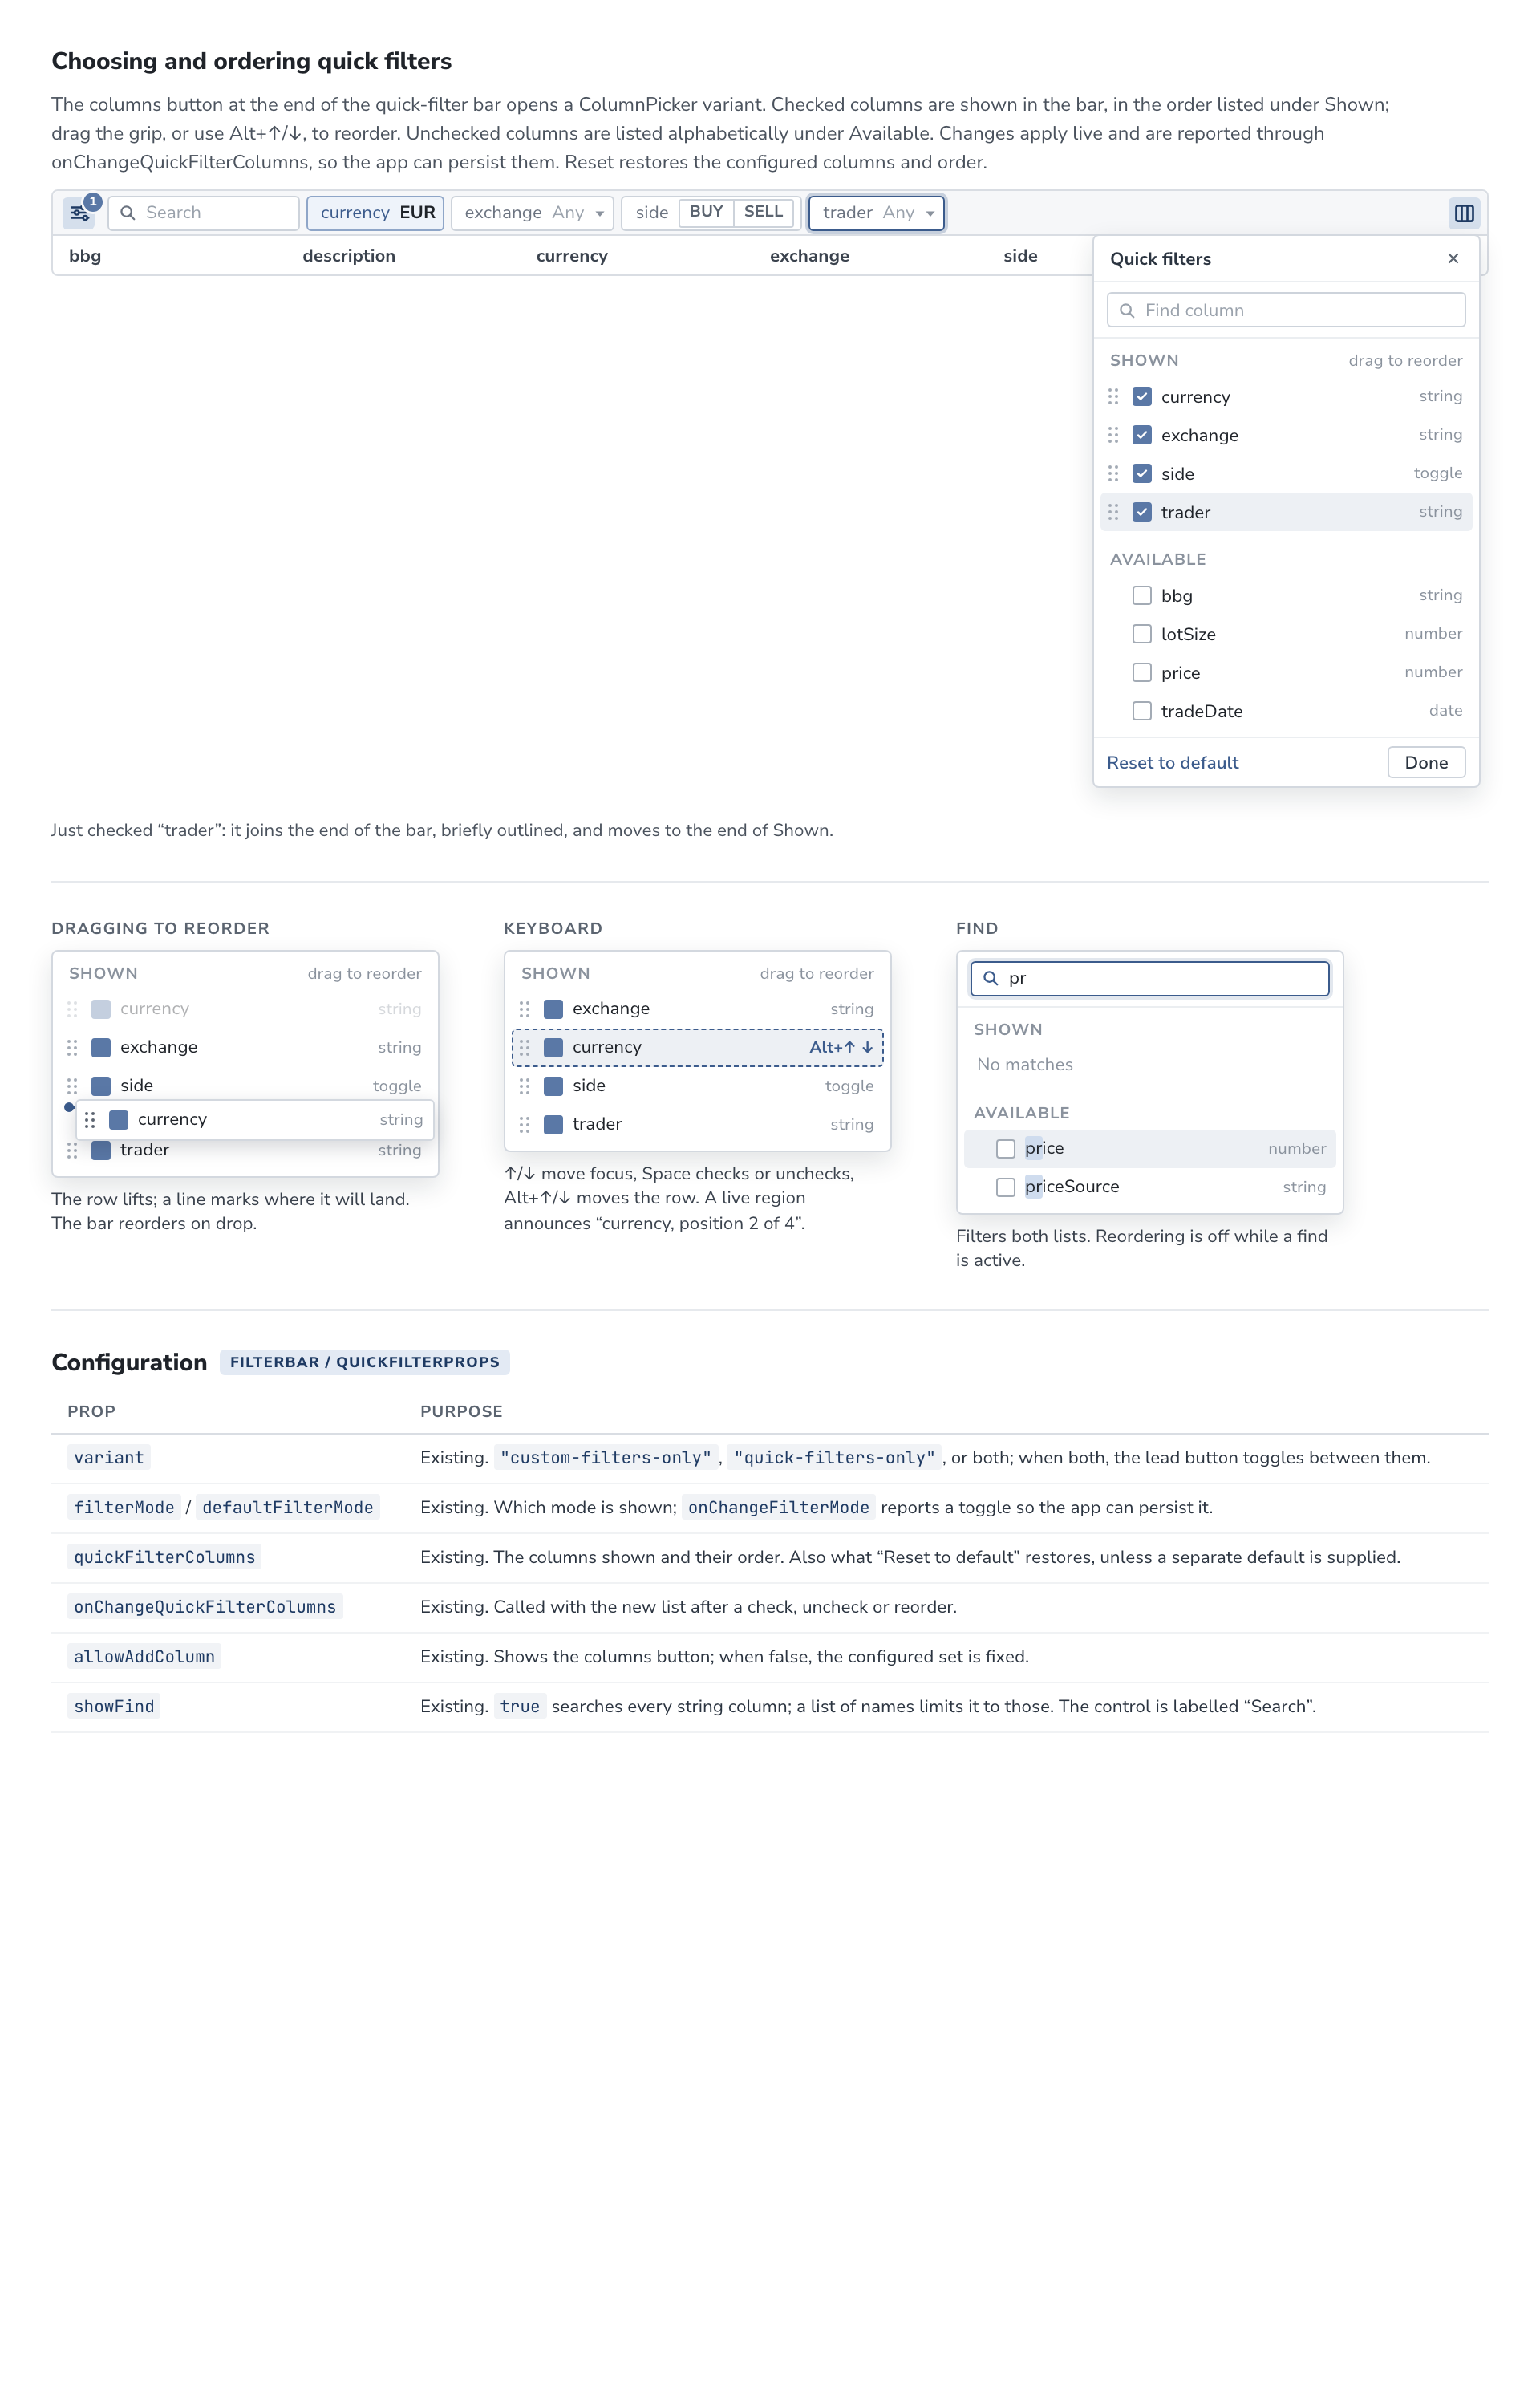 Choosing and ordering quick filters
The columns button at the end of the quick-filter bar opens a ColumnPicker variant. Checked columns are shown in the bar, in the order listed under Shown;
drag the grip, or use Alt+↑/↓, to reorder. Unchecked columns are listed alphabetically under Available. Changes apply live and are reported through
onChangeQuickFilterColumns, so the app can persist them. Reset restores the configured columns and order.
1 Search currency EUR exchange Any side BUY SELL trader Any
bbg description currency exchange side
Quick filters
Find column
SHOWN drag to reorder
currency string
exchange string
side toggle
trader string
AVAILABLE
bbg string
lotSize number
price number
tradeDate date
Reset to default Done
Just checked “trader”: it joins the end of the bar, briefly outlined, and moves to the end of Shown.
DRAGGING TO REORDER
SHOWN drag to reorder
currency string
exchange string
side toggle
currency string
trader string
The row lifts; a line marks where it will land.
The bar reorders on drop.
KEYBOARD
SHOWN drag to reorder
exchange string
currency Alt+↑ ↓
side toggle
trader string
↑/↓ move focus, Space checks or unchecks,
Alt+↑/↓ moves the row. A live region
announces “currency, position 2 of 4”.
FIND
pr
SHOWN
No matches
AVAILABLE
price number
priceSource string
Filters both lists. Reordering is off while a find
is active.
Configuration FILTERBAR / QUICKFILTERPROPS
PROP PURPOSE
variant Existing. "custom-filters-only", "quick-filters-only", or both; when both, the lead button toggles between them.
filterMode / defaultFilterMode Existing. Which mode is shown; onChangeFilterMode reports a toggle so the app can persist it.
quickFilterColumns Existing. The columns shown and their order. Also what “Reset to default” restores, unless a separate default is supplied.
onChangeQuickFilterColumns Existing. Called with the new list after a check, uncheck or reorder.
allowAddColumn Existing. Shows the columns button; when false, the configured set is fixed.
showFind Existing. true searches every string column; a list of names limits it to those. The control is labelled “Search”.